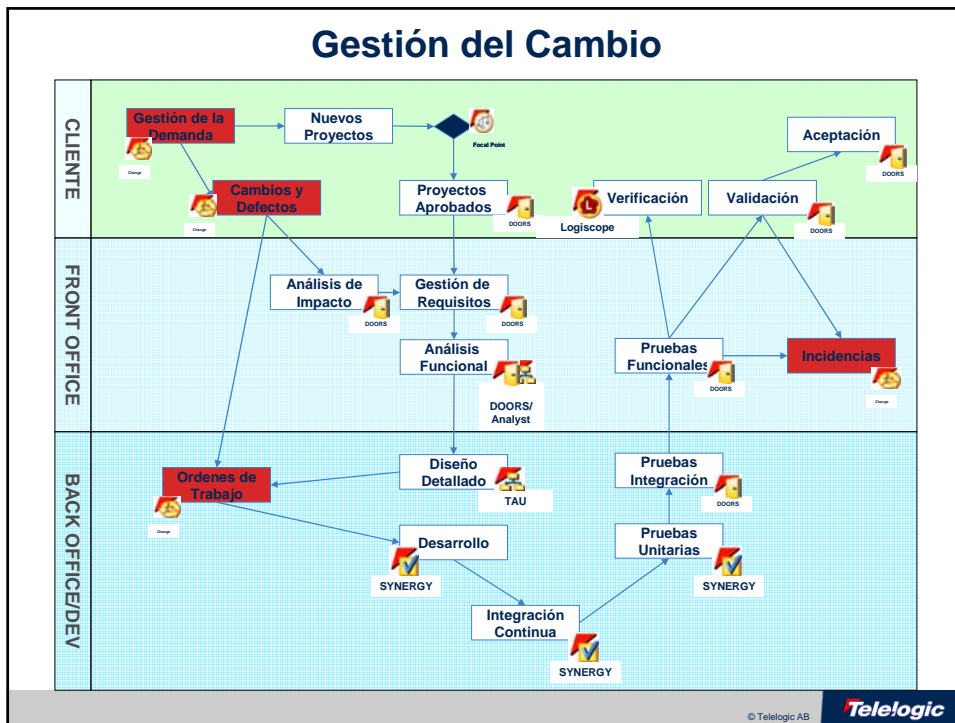 Gestión del Cambio
CLIENTE
Gestión de la
Demanda
Change
Nuevos
Proyectos
Focal Point
Aceptación
DOORS
Cambios y
Defectos
Change
Proyectos
Aprobados
DOORS
L
Logiscope
Verificación
Validación
DOORS
FRONT OFFICE
Análisis de
Impacto
DOORS
Gestión de
Requisitos
DOORS
Análisis
Funcional
DOORS/
Analyst
Pruebas
Funcionales
DOORS
Incidencias
Change
BACK OFFICE/DEV
Ordenes de
Trabajo
Change
Diseño
Detallado
TAU
Pruebas
Integración
DOORS
Desarrollo
SYNERGY
Pruebas
Unitarias
SYNERGY
Integración
Continua
SYNERGY
© Telelogic AB
Telelogic